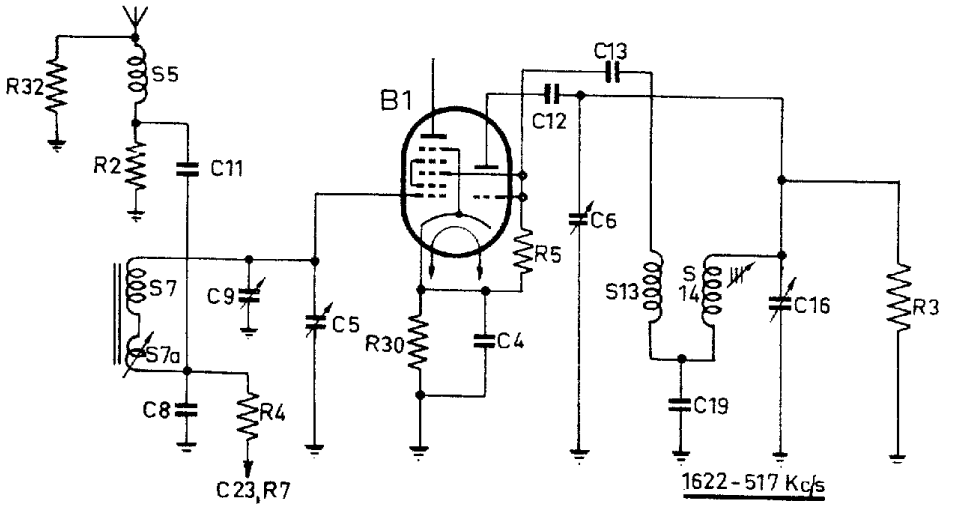 R32
S5
R2
C11
S7
S7a
C9
C5
C8
R4
C23,R7
B1
R30
C4
R5
C13
C12
C6
S13
S
14
C16
C19
R3
1622-517 Kc/s